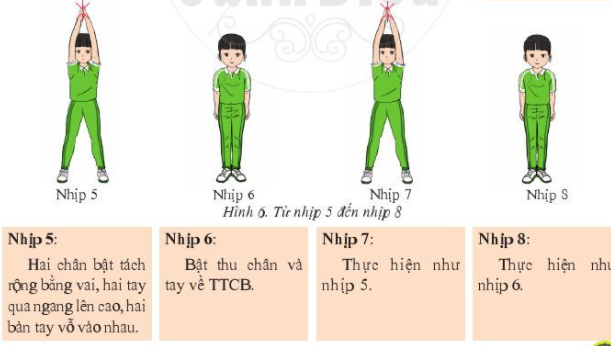 Nhịp 5
Nhịp 6
Nhịp 7
Nhịp 8
Hình 6. Từ nhịp 5 đến nhịp 8
Nhịp 5:
Hai chân bật tách
rộng bằng vai, hai tay
qua ngang lên cao, hai
bàn tay vỗ vào nhau.
Nhịp 6:
Bật thu chân và
tay về TTCB.
Nhịp 7:
Thực hiện như
nhịp 5.
Nhịp 8:
Thực hiện như
nhịp 6.